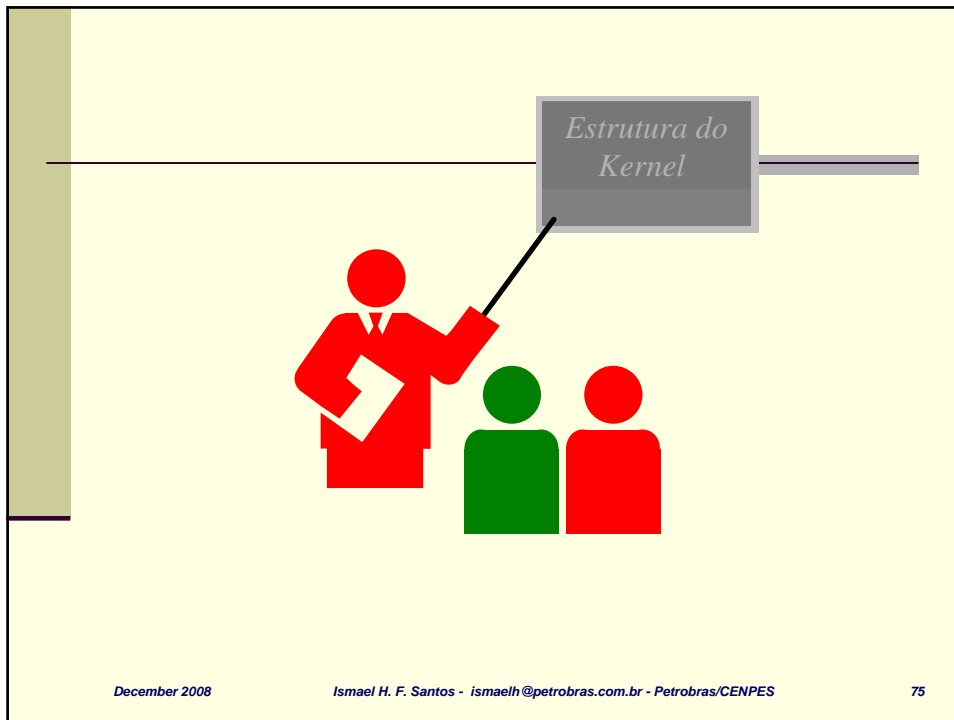 Estrutura do
Kernel
December 2008 Ismael H. F. Santos - ismaelh@petrobras.com.br - Petrobras/CENPES 75